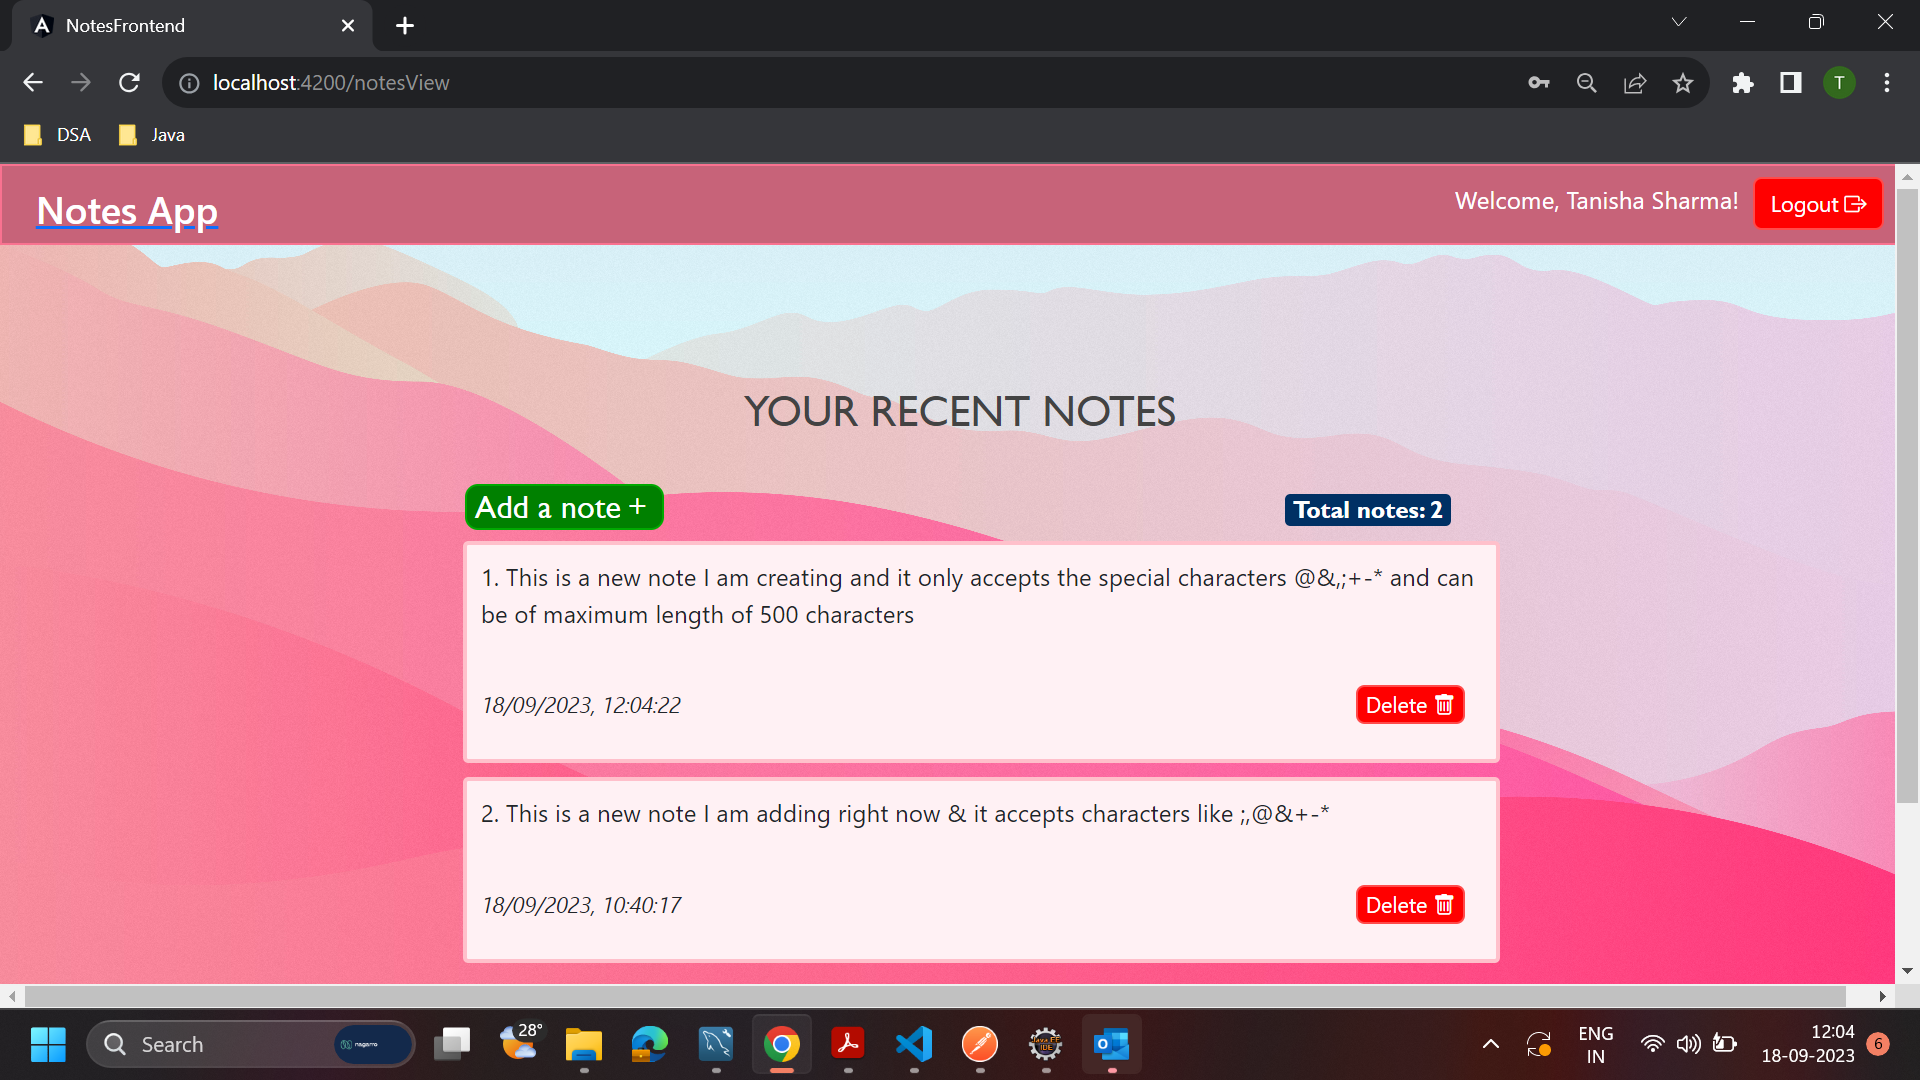 NotesFrontend
localhost:4200/notesView
T
DSA
Java
Notes App
Welcome, Tanisha Sharma!
Logout
YOUR RECENT NOTES
Add a note +
Total notes: 2
1. This is a new note I am creating and it only accepts the special characters @&,;+-* and can
be of maximum length of 500 characters
18/09/2023, 12:04:22
Delete
2. This is a new note I am adding right now & it accepts characters like ;,@&+-*
18/09/2023, 10:40:17
Delete
Search
nagarro
28°
Java EE
IDE
ENG
IN
12:04
18-09-2023
6